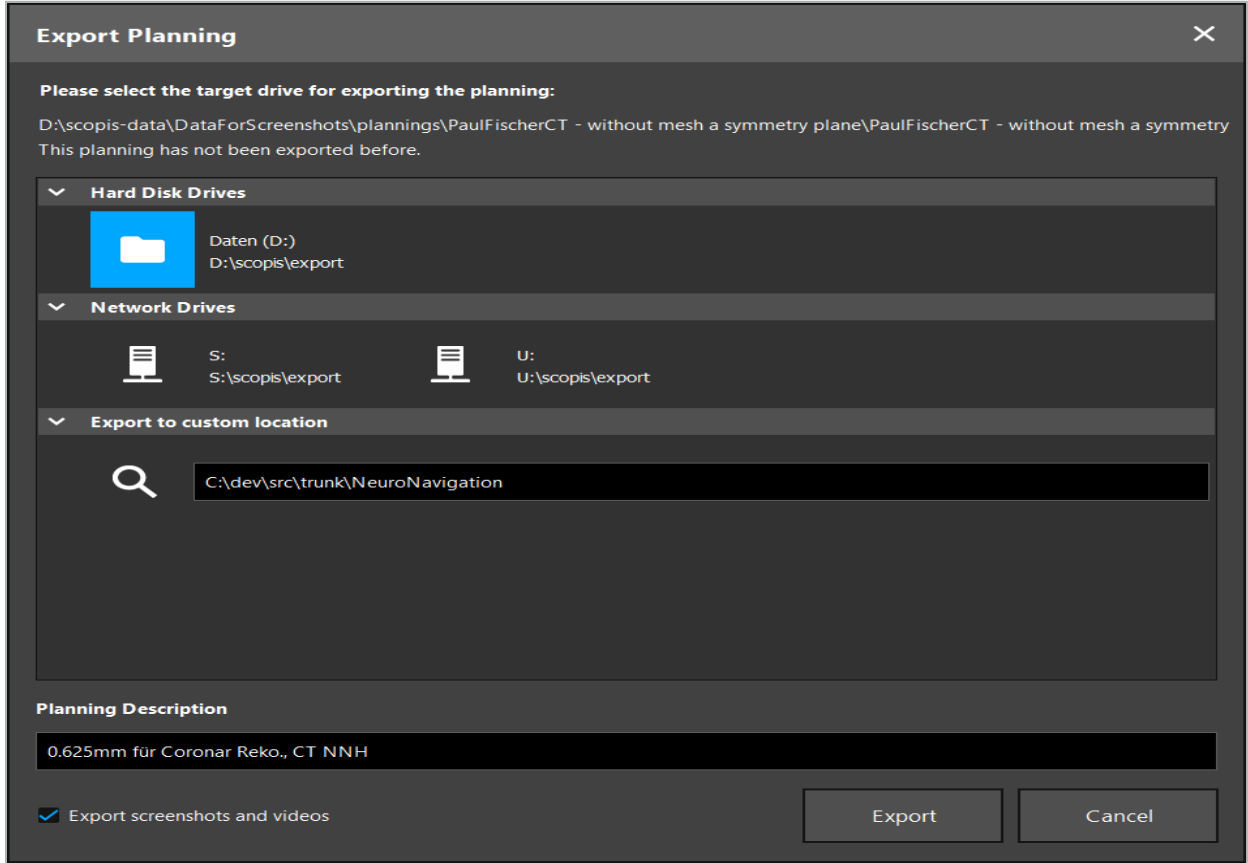 Export Planning
Please select the target drive for exporting the planning:
D:\scopis-data\DataForScreenshots\plannings\PaulFischerCT - without mesh a symmetry plane\PaulFischerCT - without mesh a symmetry
This planning has not been exported before.
Hard Disk Drives
Daten (D:)
D:\scopis\export
Network Drives
S:
S:\scopis\export
U:
U:\scopis\export
Export to custom location
C:\dev\src\trunk\NeuroNavigation
Planning Description
0.625mm für Coronar Reko., CT NNH
Export screenshots and videos
Export
Cancel